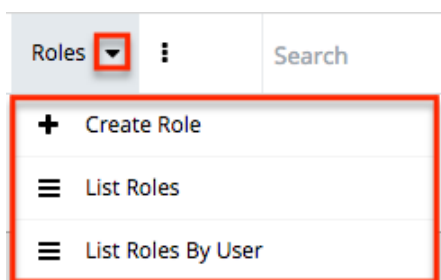 Roles
Search
Create Role
List Roles
List Roles By User